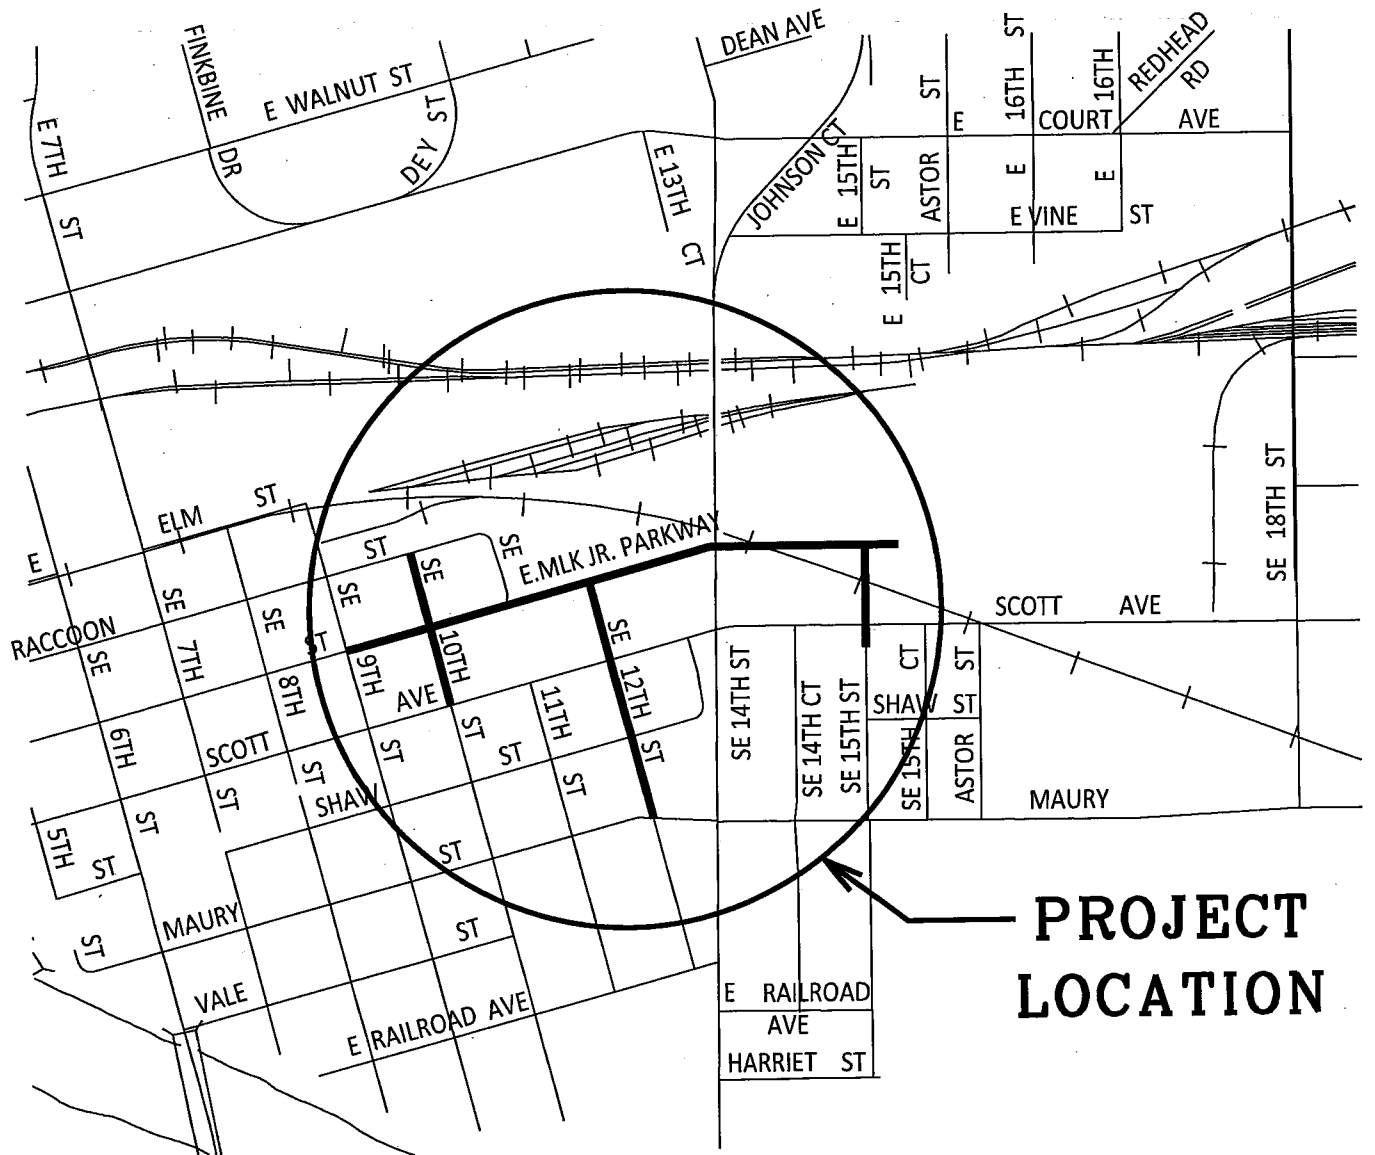 DEAN AVE
FINKBINE DR
E WALNUT ST
DEY ST
E 7TH ST
E 13TH CT
JOHNSON CT
E 15TH ST
ASTOR ST
E 16TH ST
E 16TH
REDHEAD RD
E COURT AVE
E VINE ST
E 15TH CT
SE 18TH ST
E ELM ST
RACCOON ST
SE
E.MLK JR. PARKWAY
SCOTT AVE
SE 6TH ST
SE 7TH ST
SE 8TH ST
SE 9TH ST
SE 10TH ST
11TH ST
SE 12TH ST
ST
SE 14TH ST
SE 14TH CT
SE 15TH ST
SE 15TH CT
SHAW ST
ASTOR ST
SCOTT AVE
SHAW ST
5TH ST
ST
MAURY ST
MAURY
VALE ST
E RAILROAD AVE
E RAILROAD
AVE
HARRIET ST
PROJECT
LOCATION